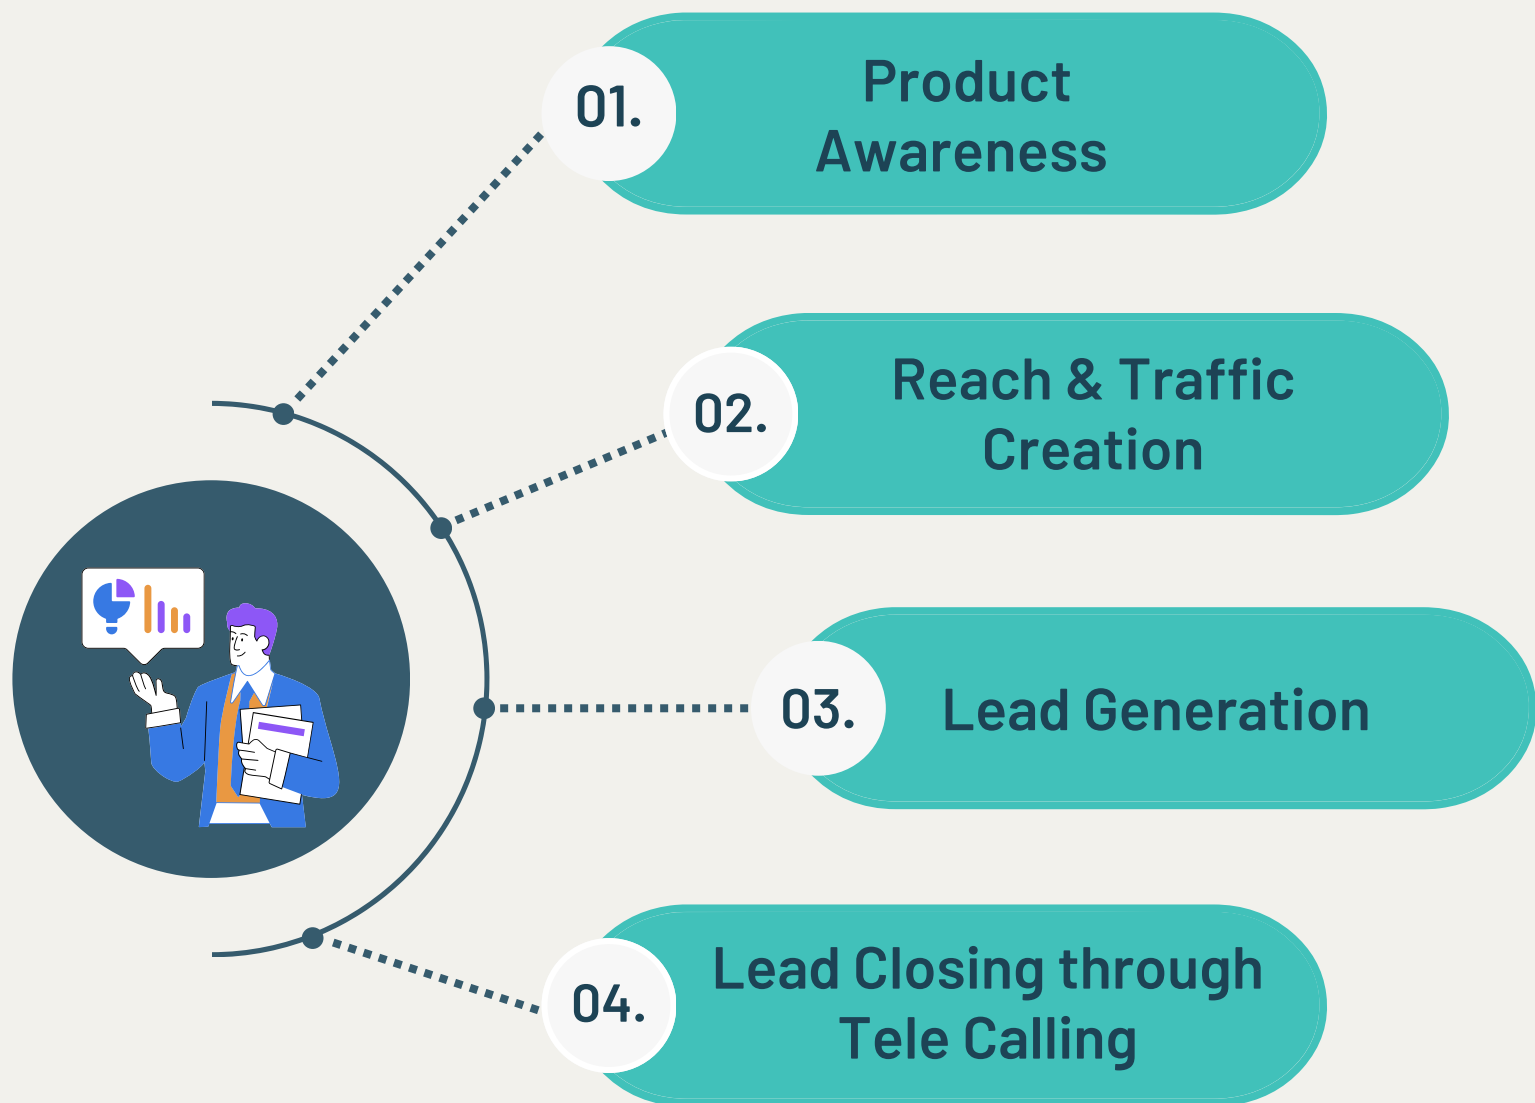 01.
Product
Awareness
02.
Reach & Traffic
Creation
03.
Lead Generation
04.
Lead Closing through
Tele Calling